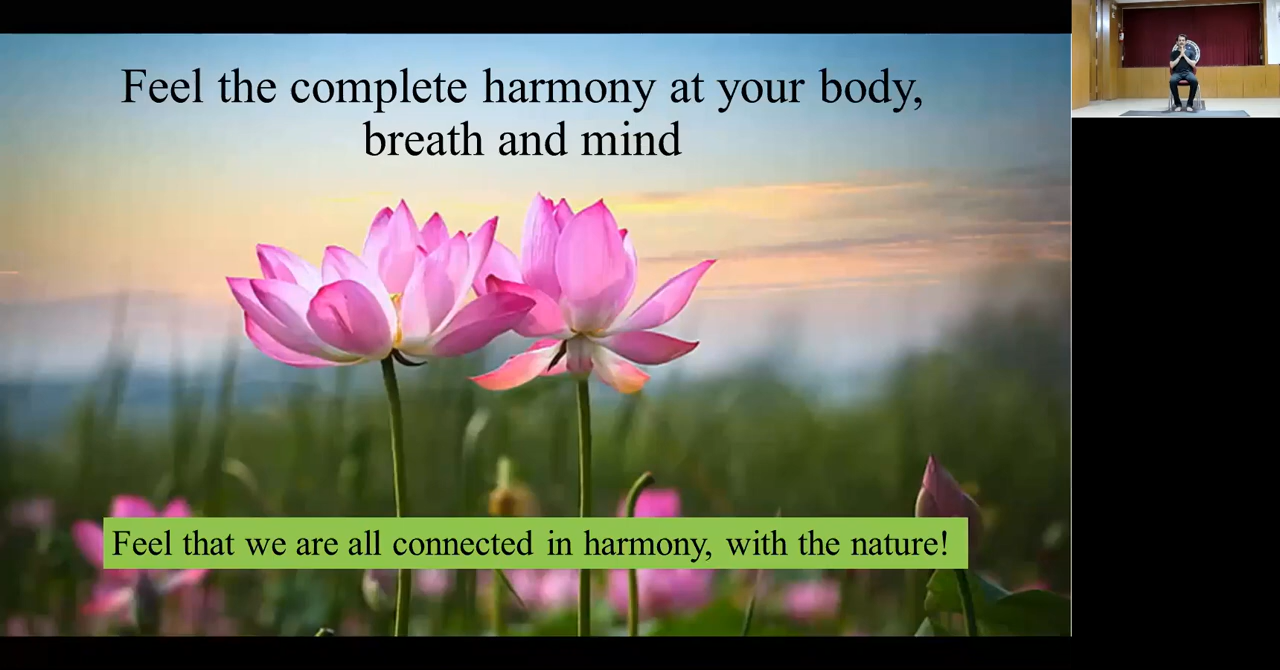 Feel the complete harmony at your body,
breath and mind
Feel that we are all connected in harmony, with the nature!